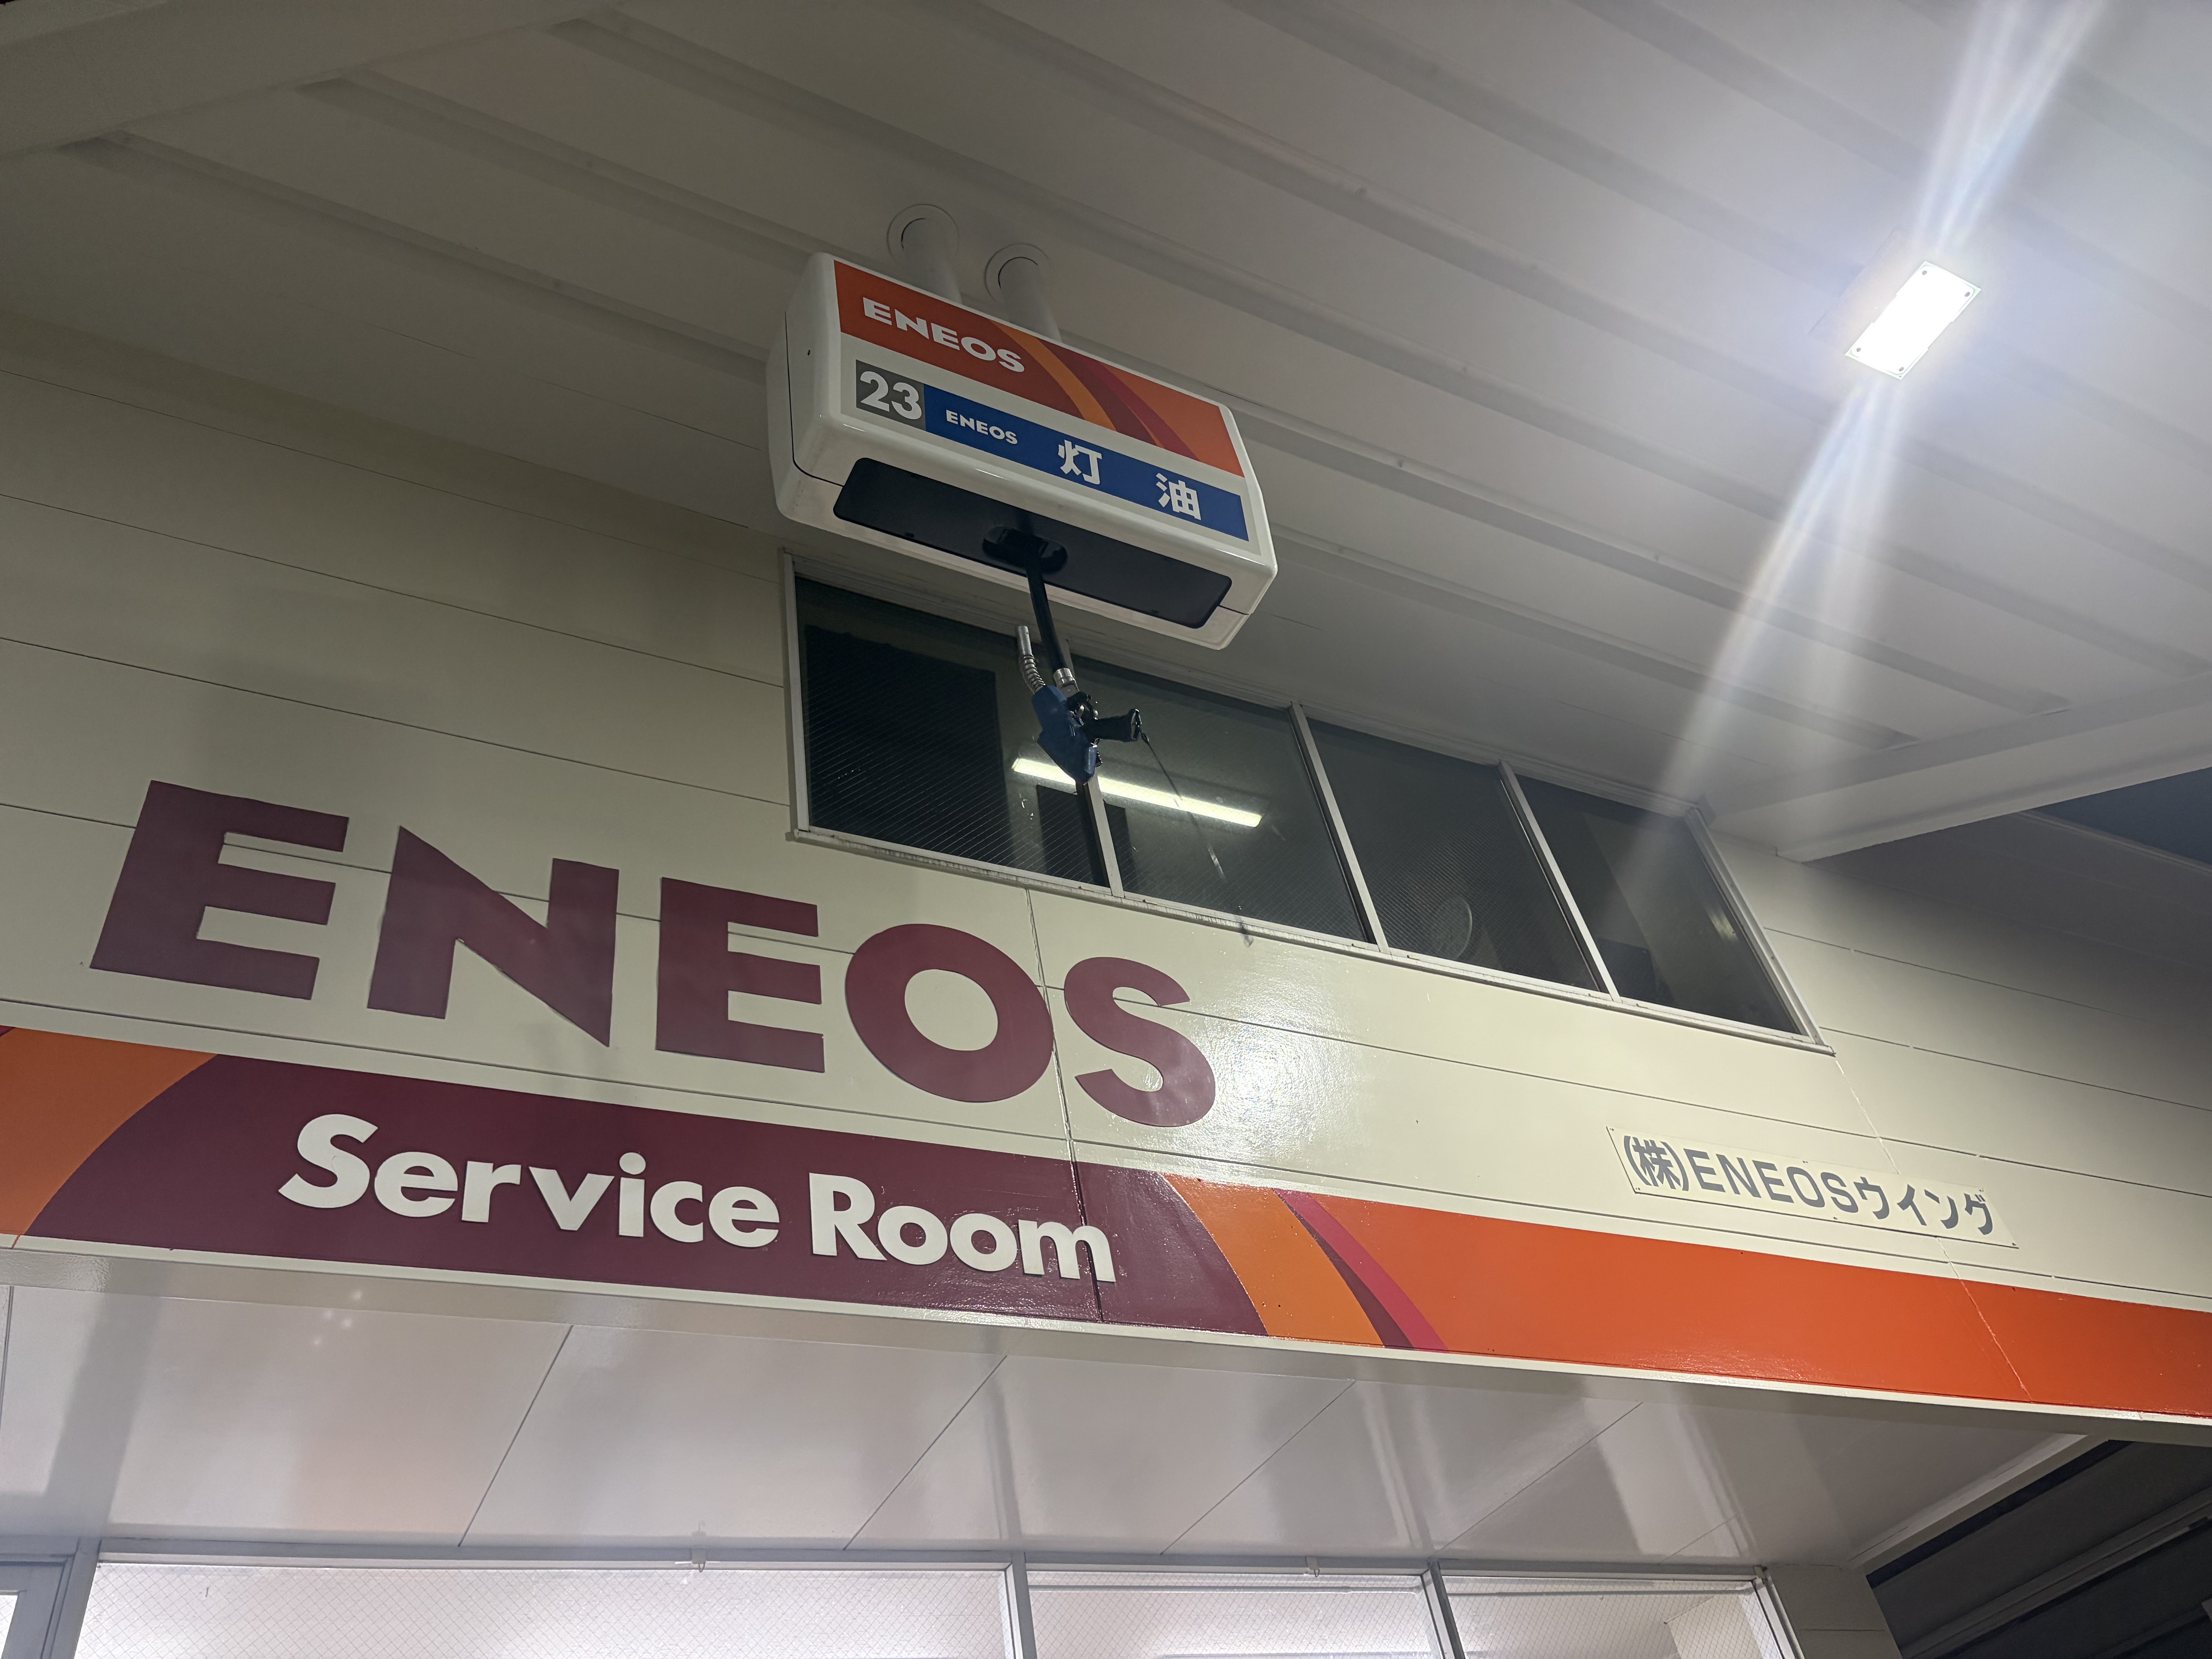 ENEOS
23 ENEOS 灯油
ENEOS
Service Room
(株)ENEOSウイング